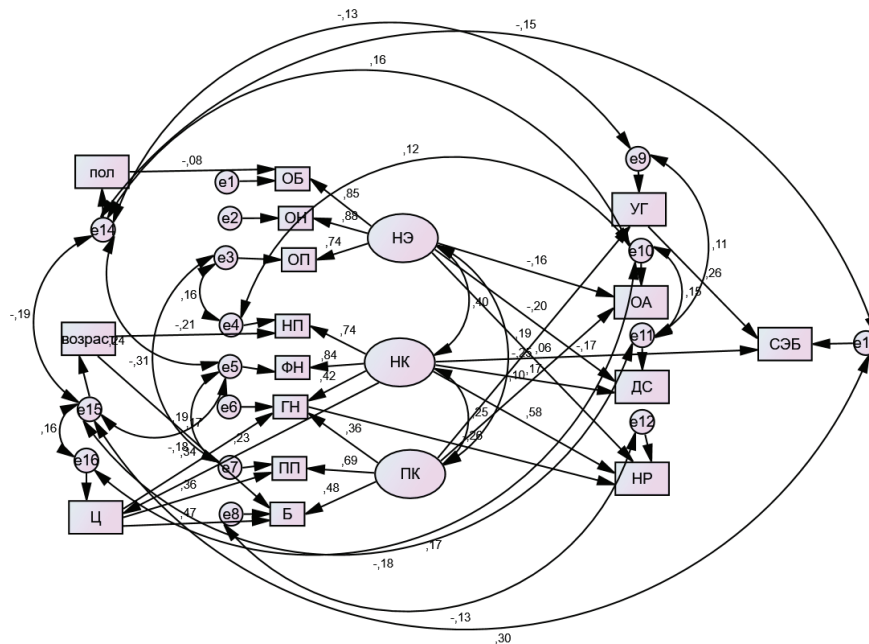 -,13
-,15
,16
e9
,12
пол
-,08
e1
ОБ
,85
УГ
e2
ОН
,88
e14
НЭ
e10
,11
e3
ОП
,74
-,16
,26
,16
ОА
,15
-,19
,40
-,20
e4
НП
,19
-,21
,74
e11
возраст
,24
-,25
,06
-,17
СЭБ
e1
-,31
e5
ФН
,84
НК
,42
,10
,17
ДС
e15
e6
ГН
,25
,58
e12
,19
,17
,16
-,18
,34
,23
,36
,26
e16
e7
ПП
,69
ПК
НР
,36
,48
Ц
,47
e8
Б
,17
-,18
-,13
,30